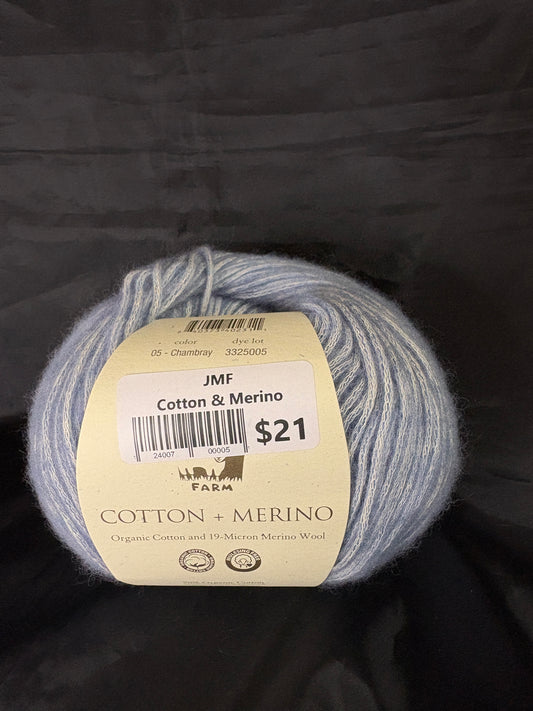 color dye lot
05 - Chambray 3325005
JMF
Cotton & Merino
24007 00005
$21
FARM
COTTON + MERINO
Organic Cotton and 19-Micron Merino Wool